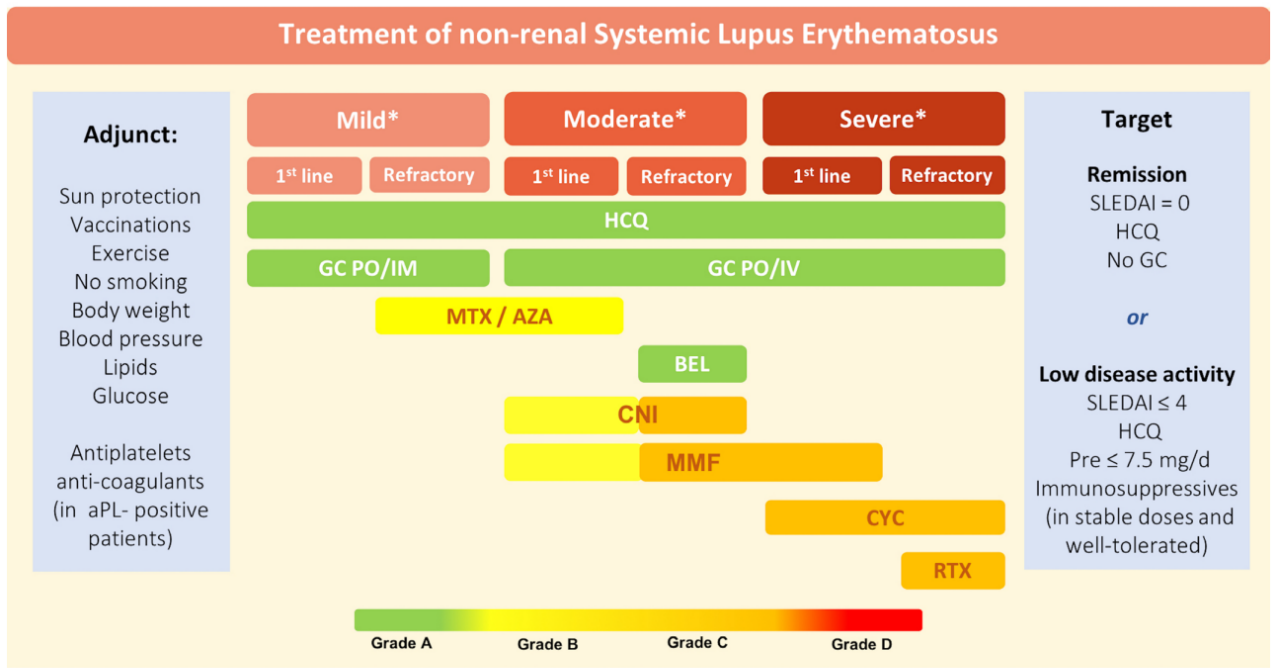 Treatment of non-renal Systemic Lupus Erythematosus
Adjunct:
Sun protection
Vaccinations
Exercise
No smoking
Body weight
Blood pressure
Lipids
Glucose
Antiplatelets
anti-coagulants
(in aPL- positive
patients)
Mild*
Moderate*
Severe*
1st line
Refractory
1st line
Refractory
1st line
Refractory
HCQ
GC PO/IM
GC PO/IV
MTX / AZA
BEL
CNI
MMF
CYC
RTX
Grade A
Grade B
Grade C
Grade D
Target
Remission
SLEDAI = 0
HCQ
No GC
or
Low disease activity
SLEDAI ≤ 4
HCQ
Pre ≤ 7.5 mg/d
Immunosuppressives
(in stable doses and
well-tolerated)